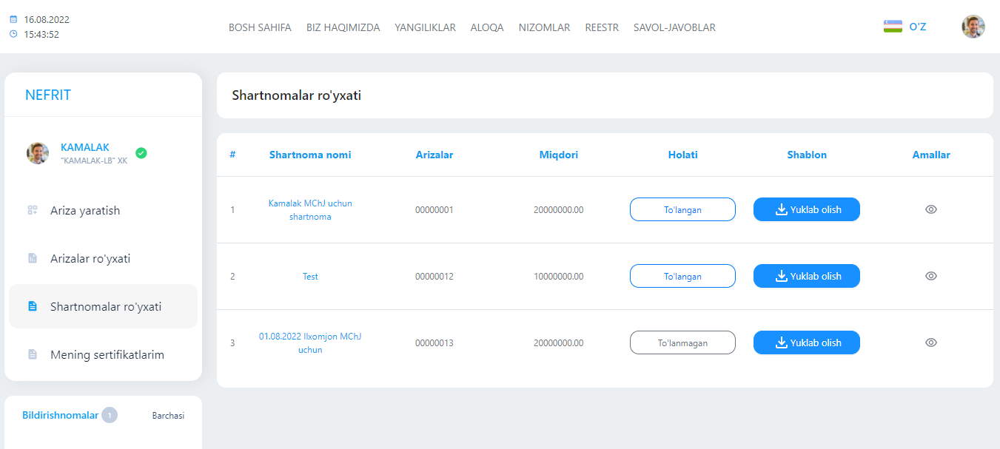 16.08.2022
15:43:52
BOSH SAHIFA BIZ HAQIMIZDA YANGILIKLAR ALOQA NIZOMLAR REESTR SAVOL-JAVOBLAR
O'Z
NEFRIT
KAMALAK
"KAMALAK-LB" XK
Ariza yaratish
Arizalar ro'yxati
Shartnomalar ro'yxati
Mening sertifikatlarim
Bildirishnomalar 1 Barchasi
Shartnomalar ro'yxati
# Shartnoma nomi Arizalar Miqdori Holati Shablon Amallar
1 Kamalak MChJ uchun shartnoma 00000001 20000000.00 To'langan Yuklab olish
2 Test 00000012 10000000.00 To'langan Yuklab olish
3 01.08.2022 Ilxomjon MChJ uchun 00000013 20000000.00 To'lanmagan Yuklab olish